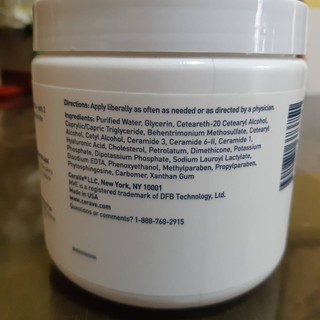 Directions: Apply liberally as often as needed or as directed by a physician.
Ingredients: Purified Water, Glycerin, Ceteareth-20 Cetearyl Alcohol,
Caprylic/Capric Triglyceride, Behentrimonium Methosulfate, Cetearyl
Alcohol, Cetyl Alcohol, Ceramide 3, Ceramide 6-II, Ceramide 1,
Hyaluronic Acid, Cholesterol, Petrolatum, Dimethicone, Potassium
Phosphate, Dipotassium Phosphate, Sodium Lauroyl Lactylate,
Disodium EDTA, Phenoxyethanol, Methylparaben, Propylparaben,
Phytosphingosine, Carbomer, Xanthan Gum
CeraVe® LLC, New York, NY 10001
MVE is a registered trademark of DFB Technology, Ltd.
Made in USA
www.cerave.com
Questions or comments? 1-888-768-2915